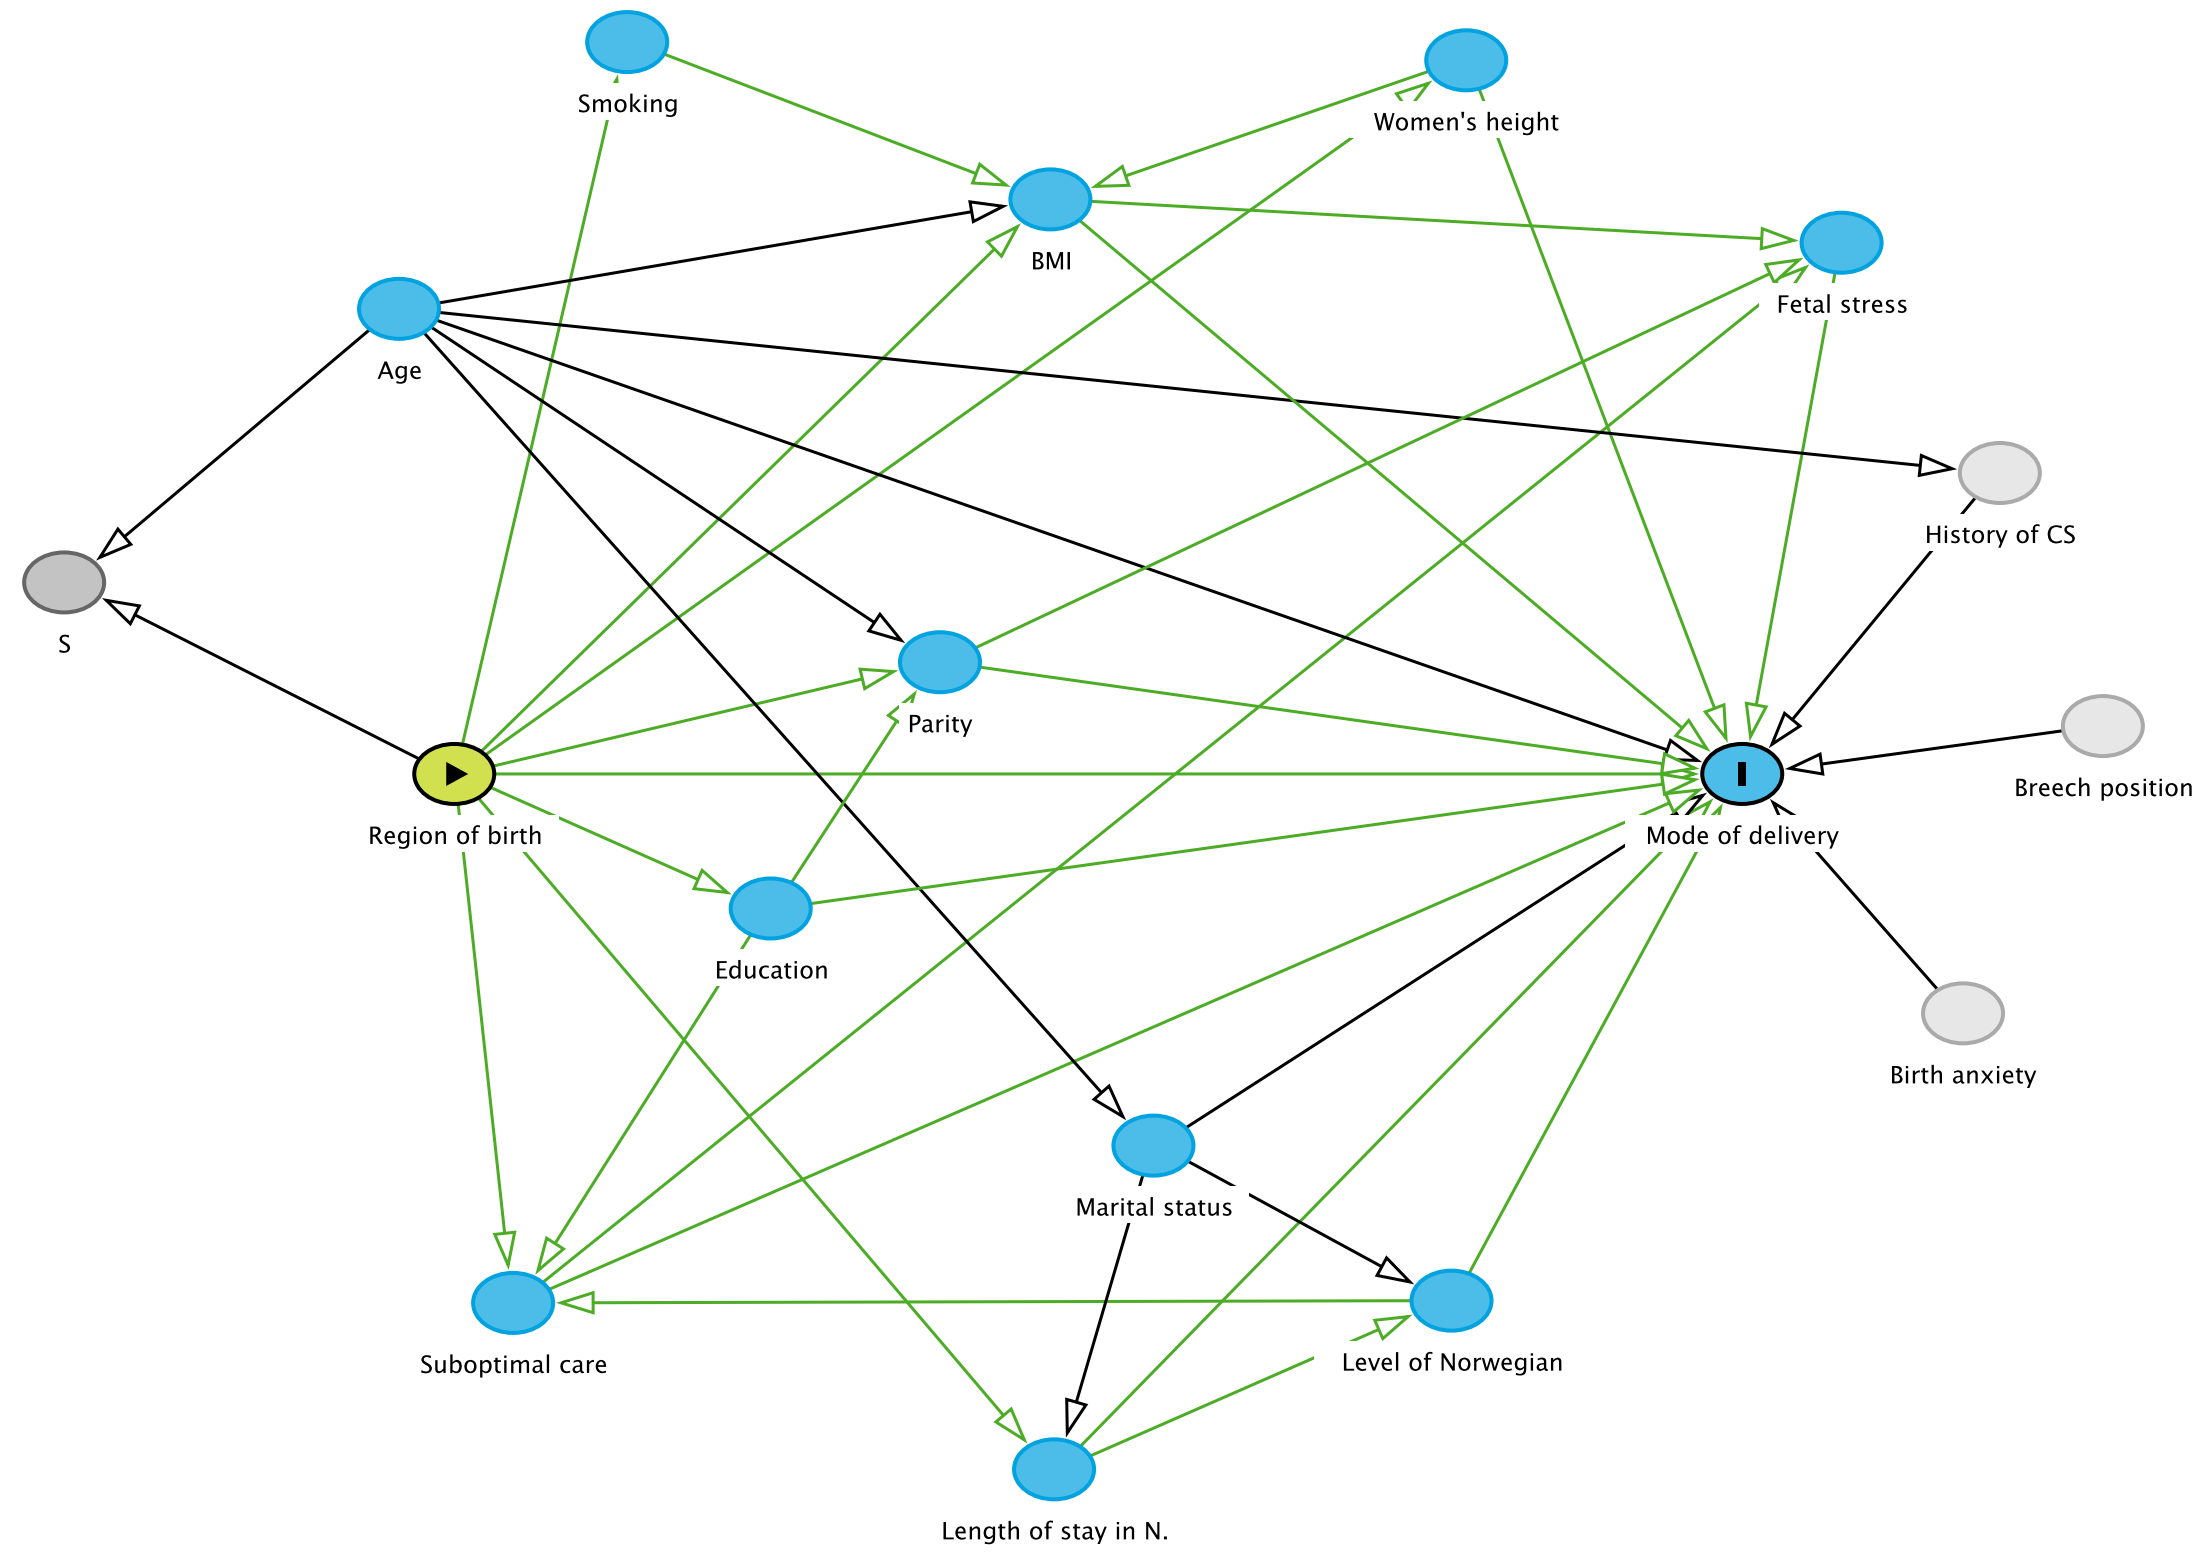 Smoking
Women's height
BMI
Fetal stress
Age
History of CS
S
Parity
Breech position
Region of birth
Mode of delivery
Education
Birth anxiety
Marital status
Suboptimal care
Level of Norwegian
Length of stay in N.